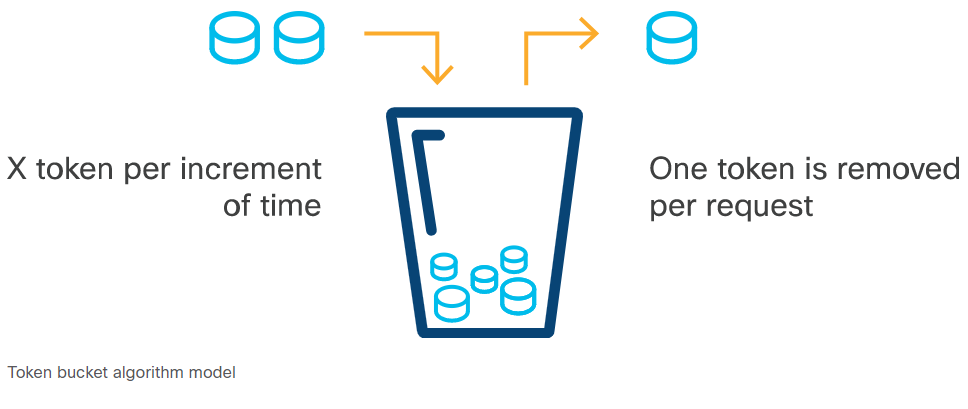 X token per increment
of time
One token is removed
per request
Token bucket algorithm model